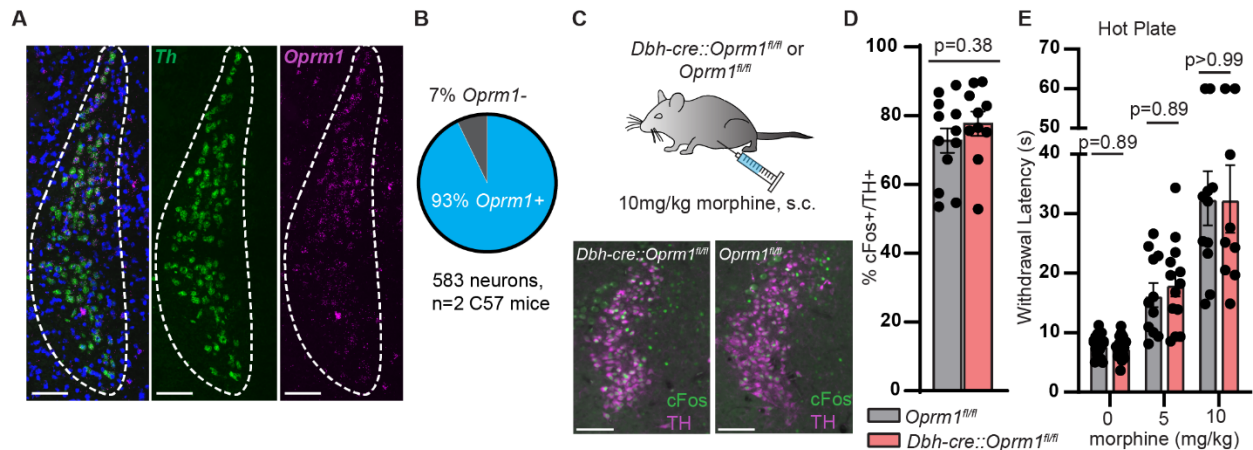 A
Th
Oprm1
B
7% Oprm1-
93% Oprm1+
583 neurons,
n=2 C57 mice
C
Dbh-cre::Oprm1fl/fl or
Oprm1fl/fl
10mg/kg morphine, s.c.
Dbh-cre::Oprm1fl/fl
Oprm1fl/fl
cFos
TH
cFos
TH
D
p=0.38
% cFos+/TH+
100
80
60
40
20
0
E
Hot Plate
p>0.99
p=0.89
p=0.89
Withdrawal Latency (s)
70
60
50
40
30
20
10
0
0
5
10
morphine (mg/kg)
Oprm1fl/fl
Dbh-cre::Oprm1fl/fl